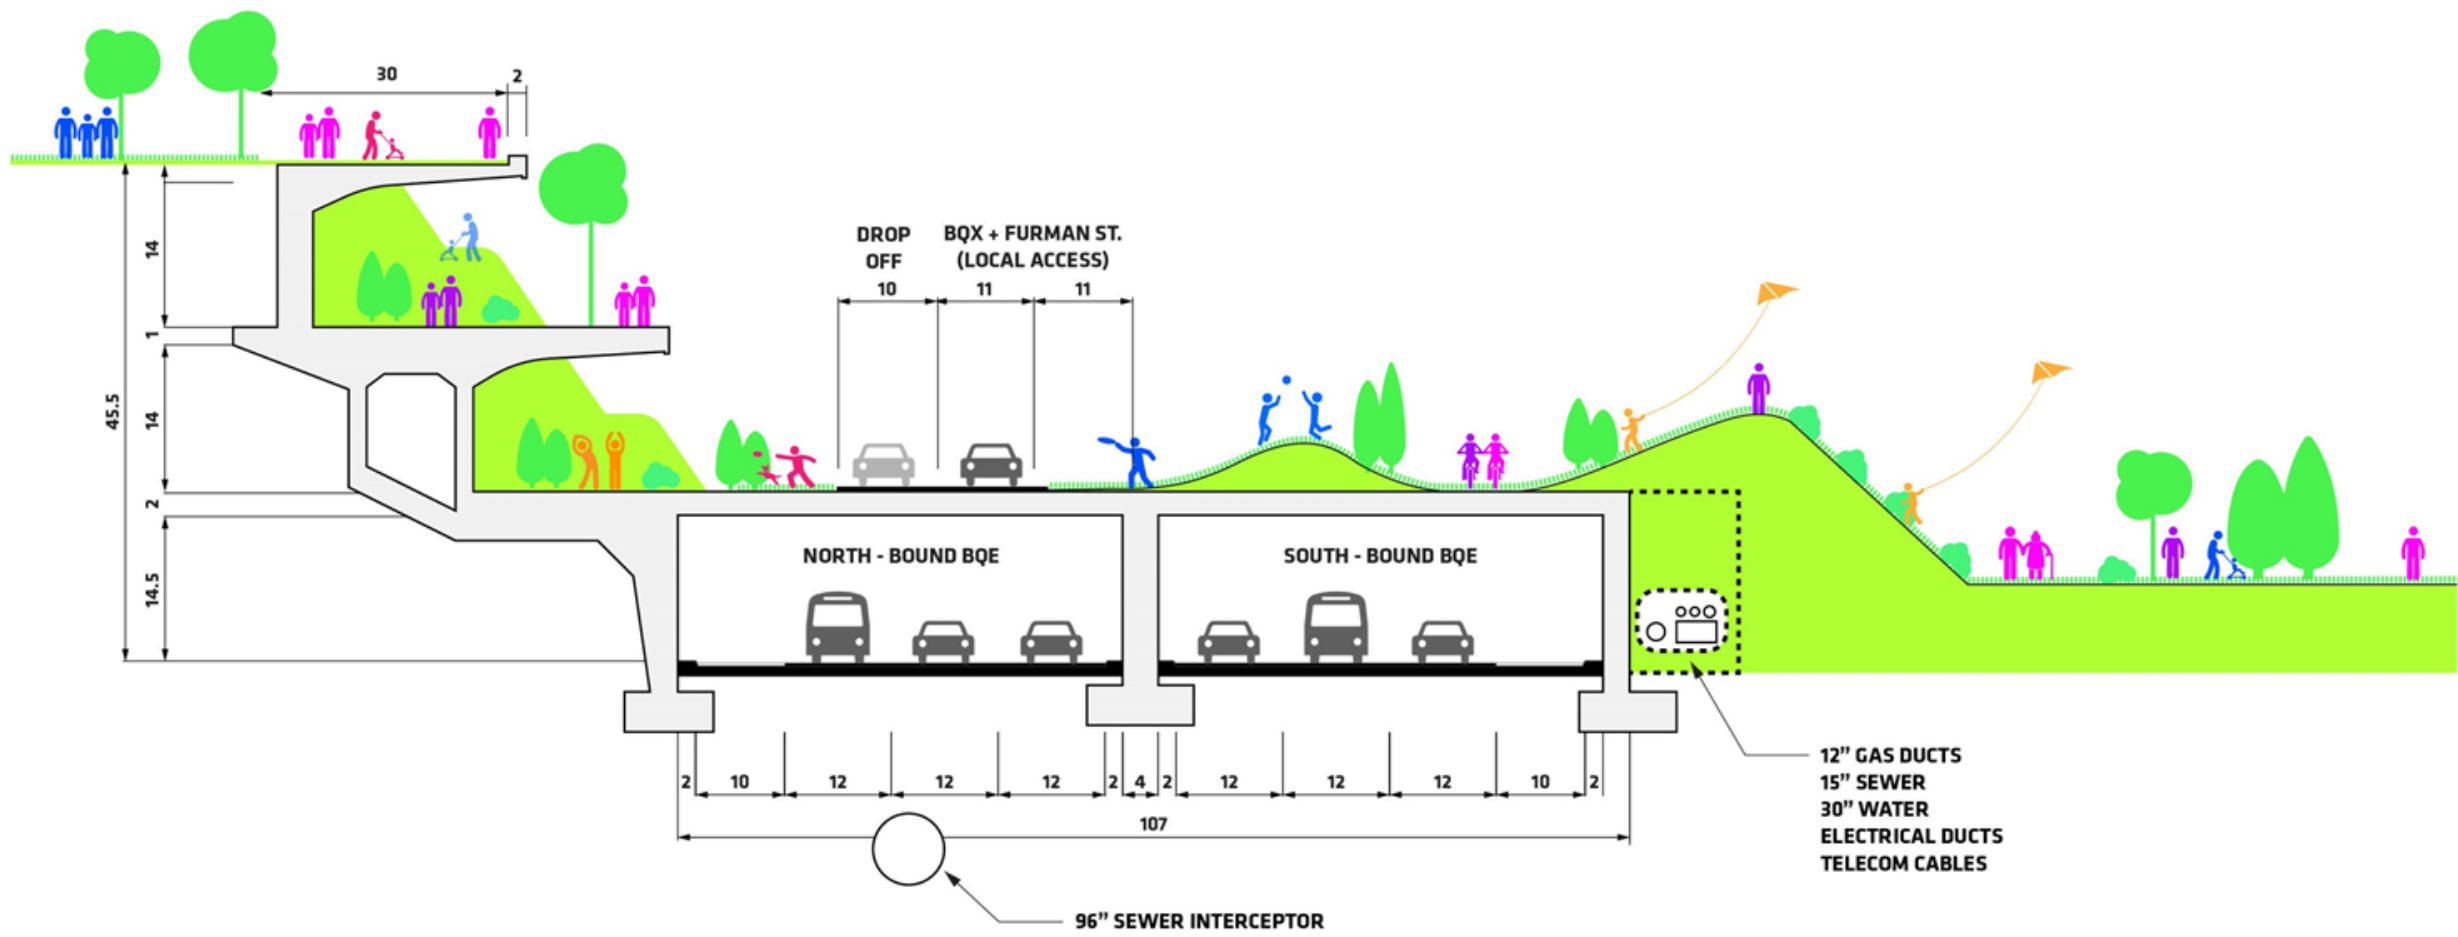 30
2
14
1
45.5
14
2
14.5
DROP
OFF
10
BQX + FURMAN ST.
(LOCAL ACCESS)
11
11
NORTH - BOUND BQE
SOUTH - BOUND BQE
2
10
12
12
12
2
4
2
12
12
12
10
2
107
12” GAS DUCTS
15” SEWER
30” WATER
ELECTRICAL DUCTS
TELECOM CABLES
96” SEWER INTERCEPTOR